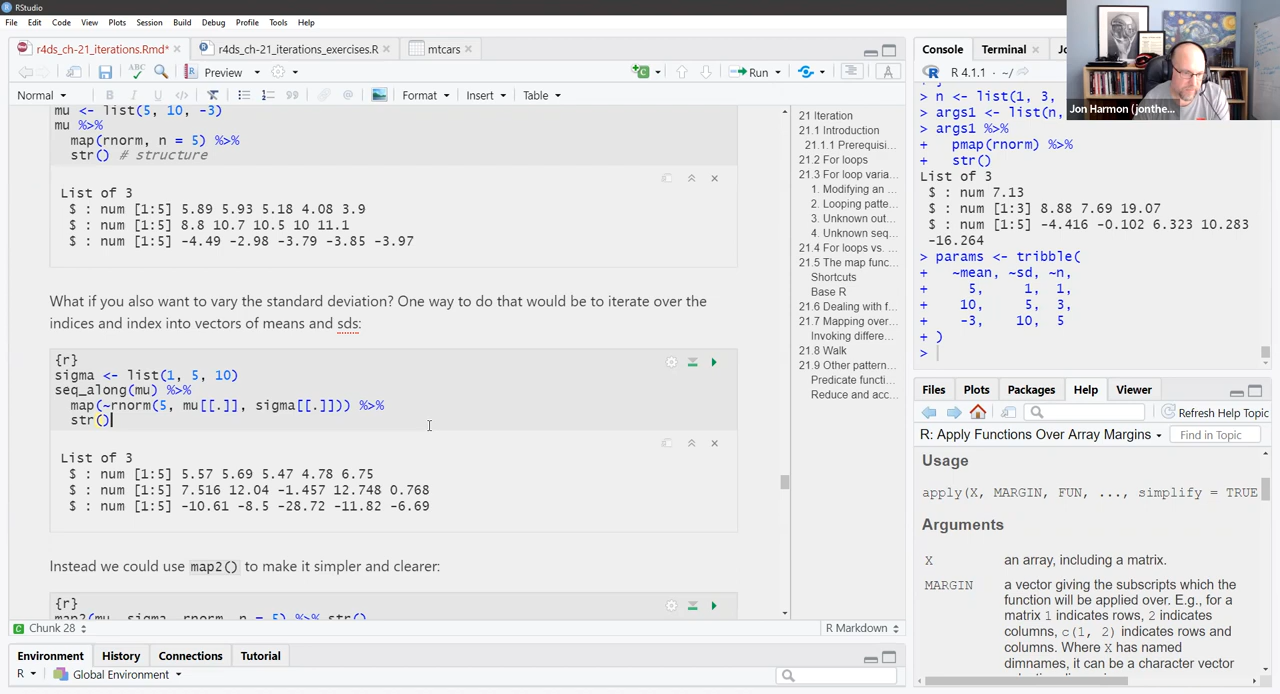 RStudio
File Edit Code View Plots Session Build Debug Profile Tools Help
r4ds_ch-21_iterations.Rmd* r4ds_ch-21_iterations_exercises.R mtcars
Preview Run
Normal B I U Format Insert Table
mu <- list(5, 10, -3)
mu %>%
map(rnorm, n = 5) %>%
str() # structure
List of 3
$ : num [1:5] 5.89 5.93 5.18 4.08 3.9
$ : num [1:5] 8.8 10.7 10.5 10 11.1
$ : num [1:5] -4.49 -2.98 -3.79 -3.85 -3.97
What if you also want to vary the standard deviation? One way to do that would be to iterate over the
indices and index into vectors of means and sds:
{r}
sigma <- list(1, 5, 10)
seq_along(mu) %>%
map(~rnorm(5, mu[[.]], sigma[[.]])) %>%
str()
List of 3
$ : num [1:5] 5.57 5.69 5.47 4.78 6.75
$ : num [1:5] 7.516 12.04 -1.457 12.748 0.768
$ : num [1:5] -10.61 -8.5 -28.72 -11.82 -6.69
Instead we could use map2() to make it simpler and clearer:
{r}
map2(mu, sigma, rnorm, n = 5) %>% str()
Chunk 28 R Markdown
21 Iteration
21.1 Introduction
21.1.1 Prerequisi...
21.2 For loops
21.3 For loop varia...
1. Modifying an ...
2. Looping patte...
3. Unknown out...
4. Unknown seq...
21.4 For loops vs. ...
21.5 The map func...
Shortcuts
Base R
21.6 Dealing with f...
21.7 Mapping over...
Invoking differe...
21.8 Walk
21.9 Other pattern...
Predicate functi...
Reduce and acc...
Environment History Connections Tutorial
R Global Environment
Console Terminal Jo
R 4.1.1 · ~/
> n <- list(1, 3,
> args1 <- list(n,
> args1 %>%
+ pmap(rnorm) %>%
+ str()
List of 3
$ : num 7.13
$ : num [1:3] 8.88 7.69 19.07
$ : num [1:5] -4.416 -0.102 6.323 10.283
-16.264
> params <- tribble(
+ ~mean, ~sd, ~n,
+ 5, 1, 1,
+ 10, 5, 3,
+ -3, 10, 5
+ )
>
Jon Harmon (jonthe...
Files Plots Packages Help Viewer
Refresh Help Topic
R: Apply Functions Over Array Margins Find in Topic
Usage
apply(X, MARGIN, FUN, ..., simplify = TRUE
Arguments
X an array, including a matrix.
MARGIN a vector giving the subscripts which the
function will be applied over. E.g., for a
matrix 1 indicates rows, 2 indicates
columns, c(1, 2) indicates rows and
columns. Where X has named
dimnames, it can be a character vector